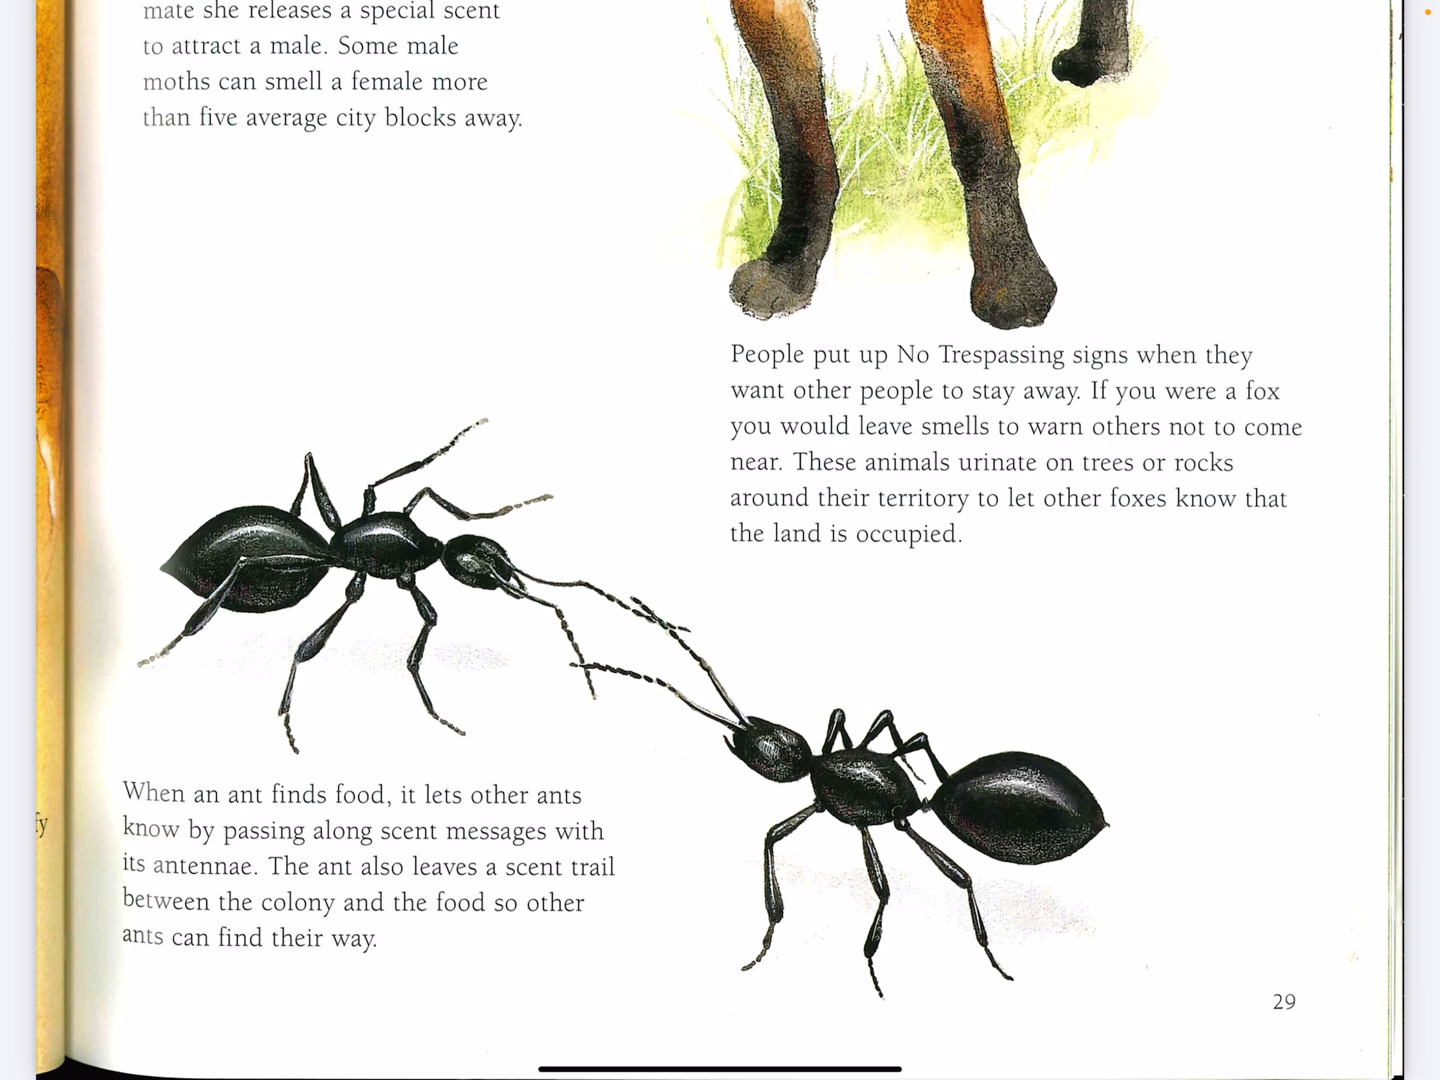 mate she releases a special scent
to attract a male. Some male
moths can smell a female more
than five average city blocks away.
People put up No Trespassing signs when they
want other people to stay away. If you were a fox
you would leave smells to warn others not to come
near. These animals urinate on trees or rocks
around their territory to let other foxes know that
the land is occupied.
When an ant finds food, it lets other ants
know by passing along scent messages with
its antennae. The ant also leaves a scent trail
between the colony and the food so other
ants can find their way.
29